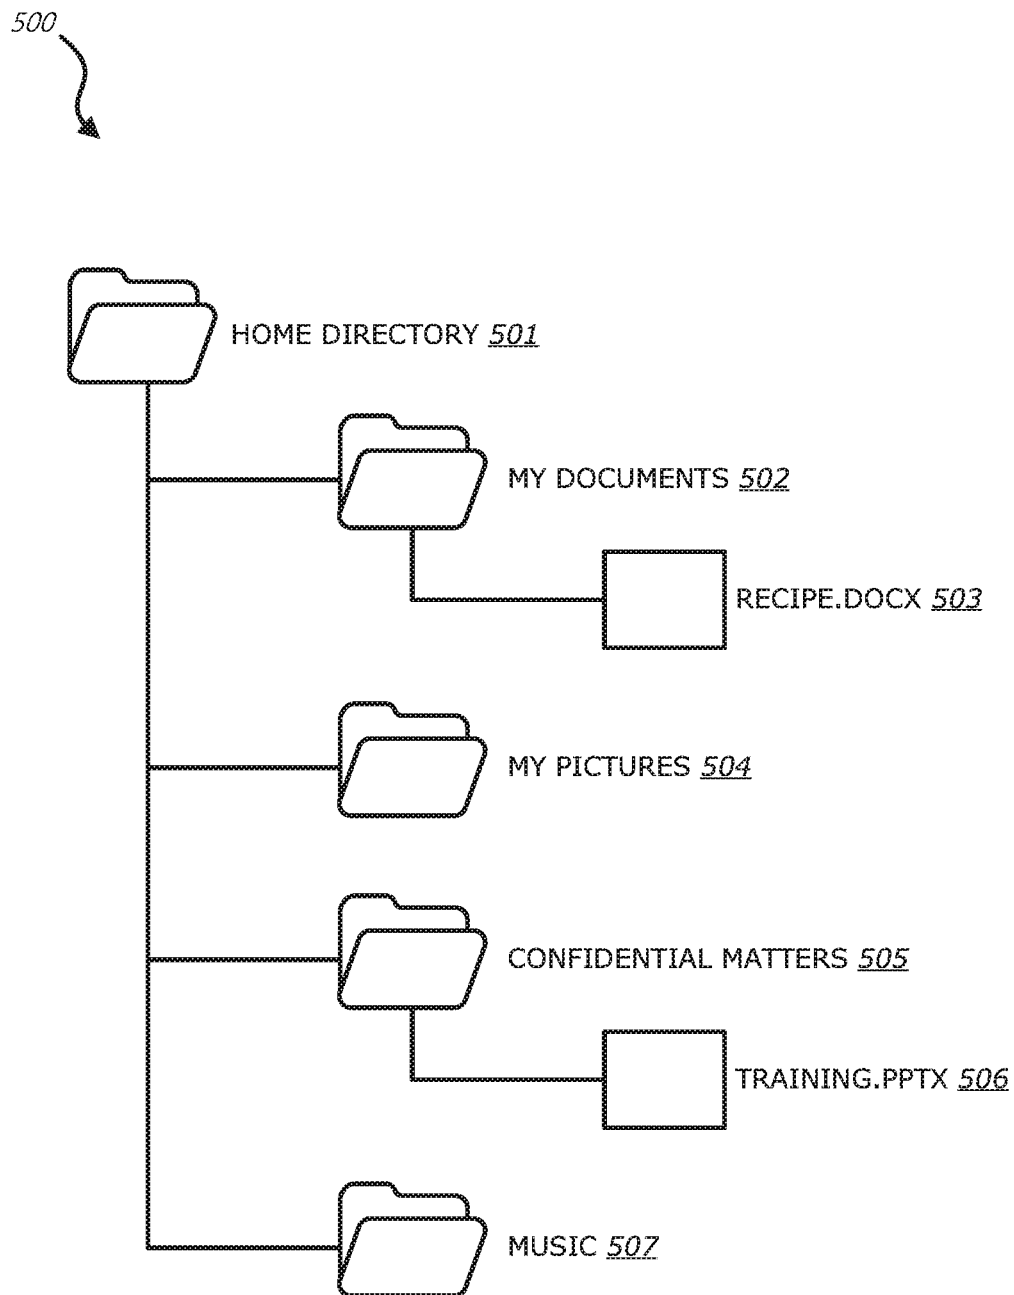 500
HOME DIRECTORY 501
MY DOCUMENTS 502
RECIPE.DOCX 503
MY PICTURES 504
CONFIDENTIAL MATTERS 505
TRAINING.PPTX 506
MUSIC 507